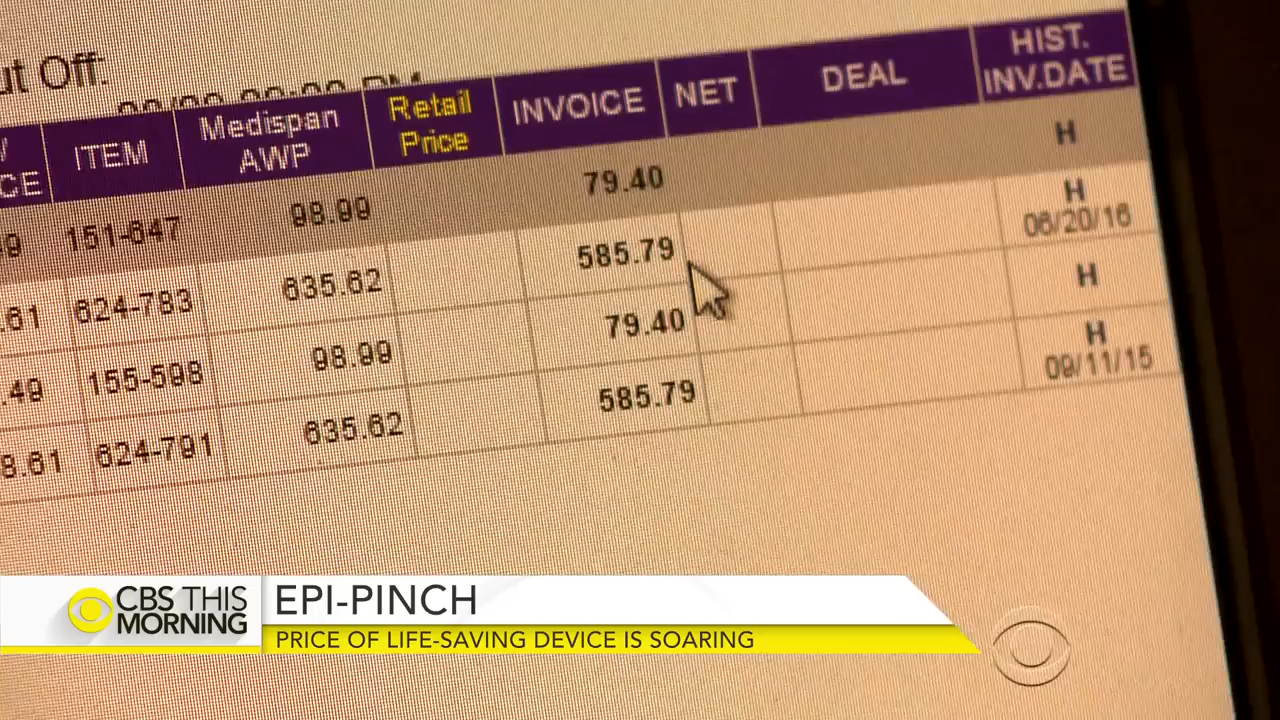 ut Off:
HIST.
INV.DATE
DEAL
NET
INVOICE
Retail
Price
Medispan
AWP
ITEM
CE
151-647 98.99 79.40 H
.61 624-783 635.62 585.79 H
06/20/16
.49 155-598 98.99 79.40 H
8.61 624-791 635.62 585.79 H
09/11/15
CBS THIS
MORNING
EPI-PINCH
PRICE OF LIFE-SAVING DEVICE IS SOARING